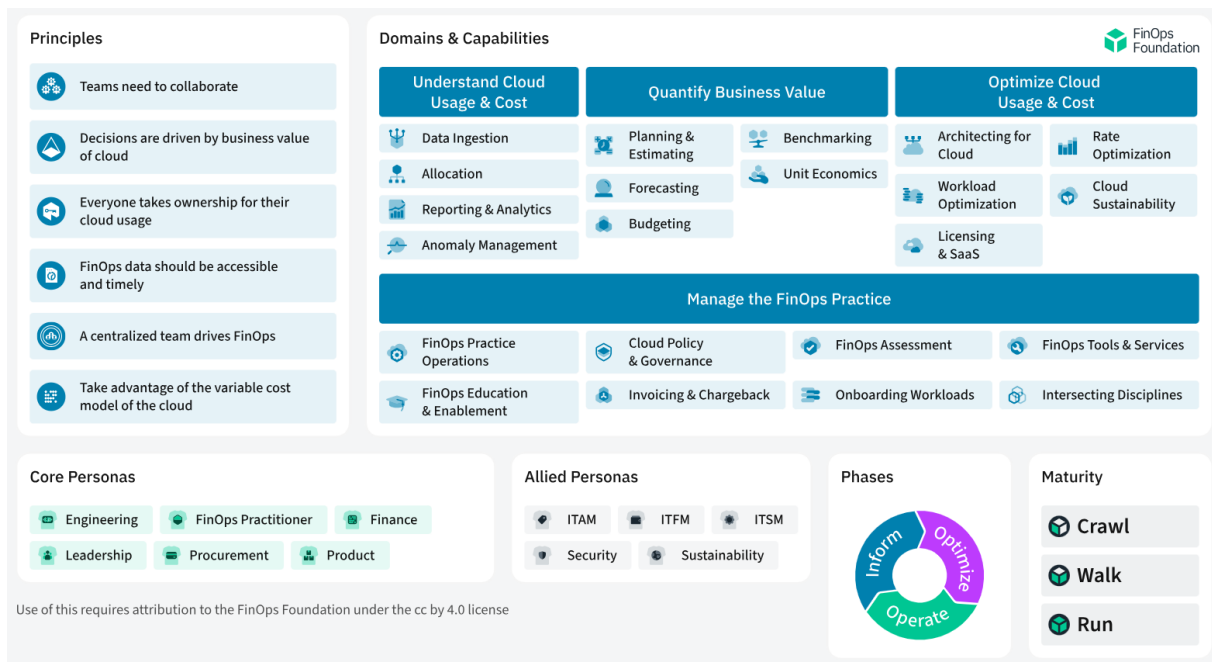 Principles
Teams need to collaborate
Decisions are driven by business value
of cloud
Everyone takes ownership for their
cloud usage
FinOps data should be accessible
and timely
A centralized team drives FinOps
Take advantage of the variable cost
model of the cloud
Domains & Capabilities
FinOps
Foundation
Understand Cloud
Usage & Cost
Data Ingestion
Allocation
Reporting & Analytics
Anomaly Management
Quantify Business Value
Planning &
Estimating
Forecasting
Budgeting
Benchmarking
Unit Economics
Optimize Cloud
Usage & Cost
Architecting for
Cloud
Workload
Optimization
Licensing
& SaaS
Rate
Optimization
Cloud
Sustainability
Manage the FinOps Practice
FinOps Practice
Operations
Cloud Policy
& Governance
FinOps Assessment
FinOps Tools & Services
FinOps Education
& Enablement
Invoicing & Chargeback
Onboarding Workloads
Intersecting Disciplines
Core Personas
Engineering
FinOps Practitioner
Finance
Leadership
Procurement
Product
Allied Personas
ITAM
ITFM
ITSM
Security
Sustainability
Phases
Inform
Optimize
Operate
Maturity
Crawl
Walk
Run
Use of this requires attribution to the FinOps Foundation under the cc by 4.0 license